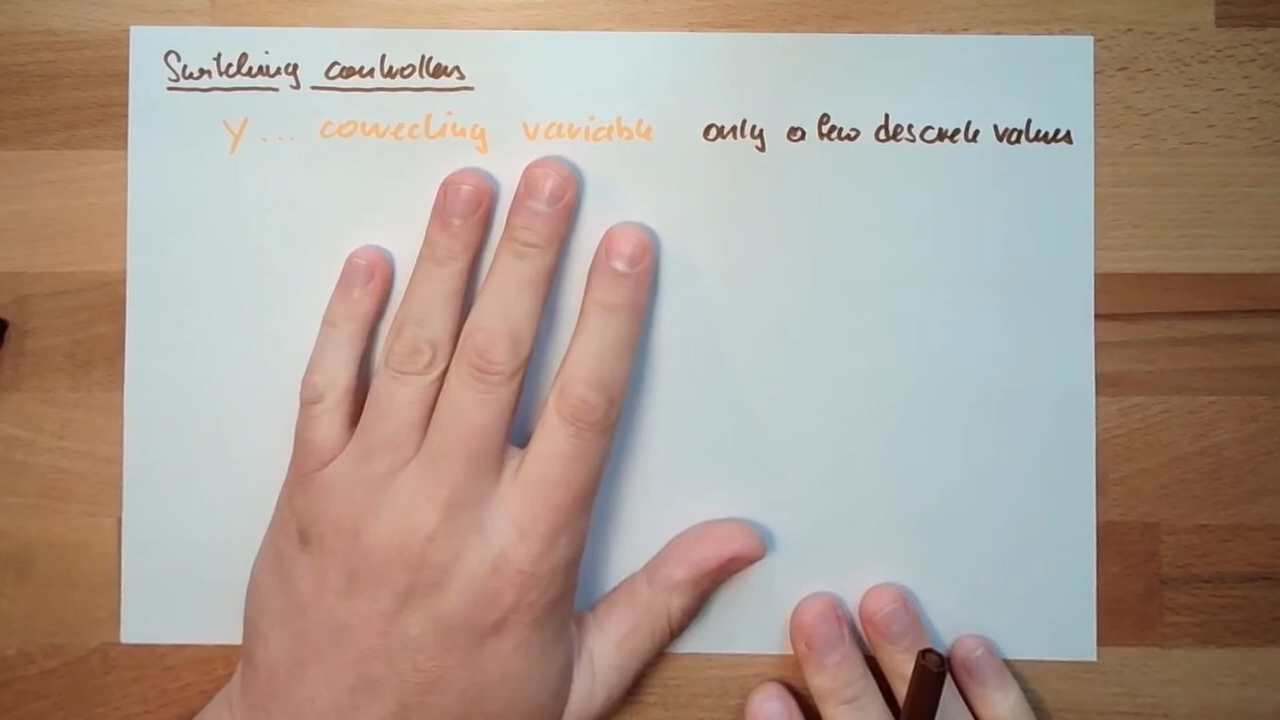 Switching controllers
y... correcting variable only a few descrete values